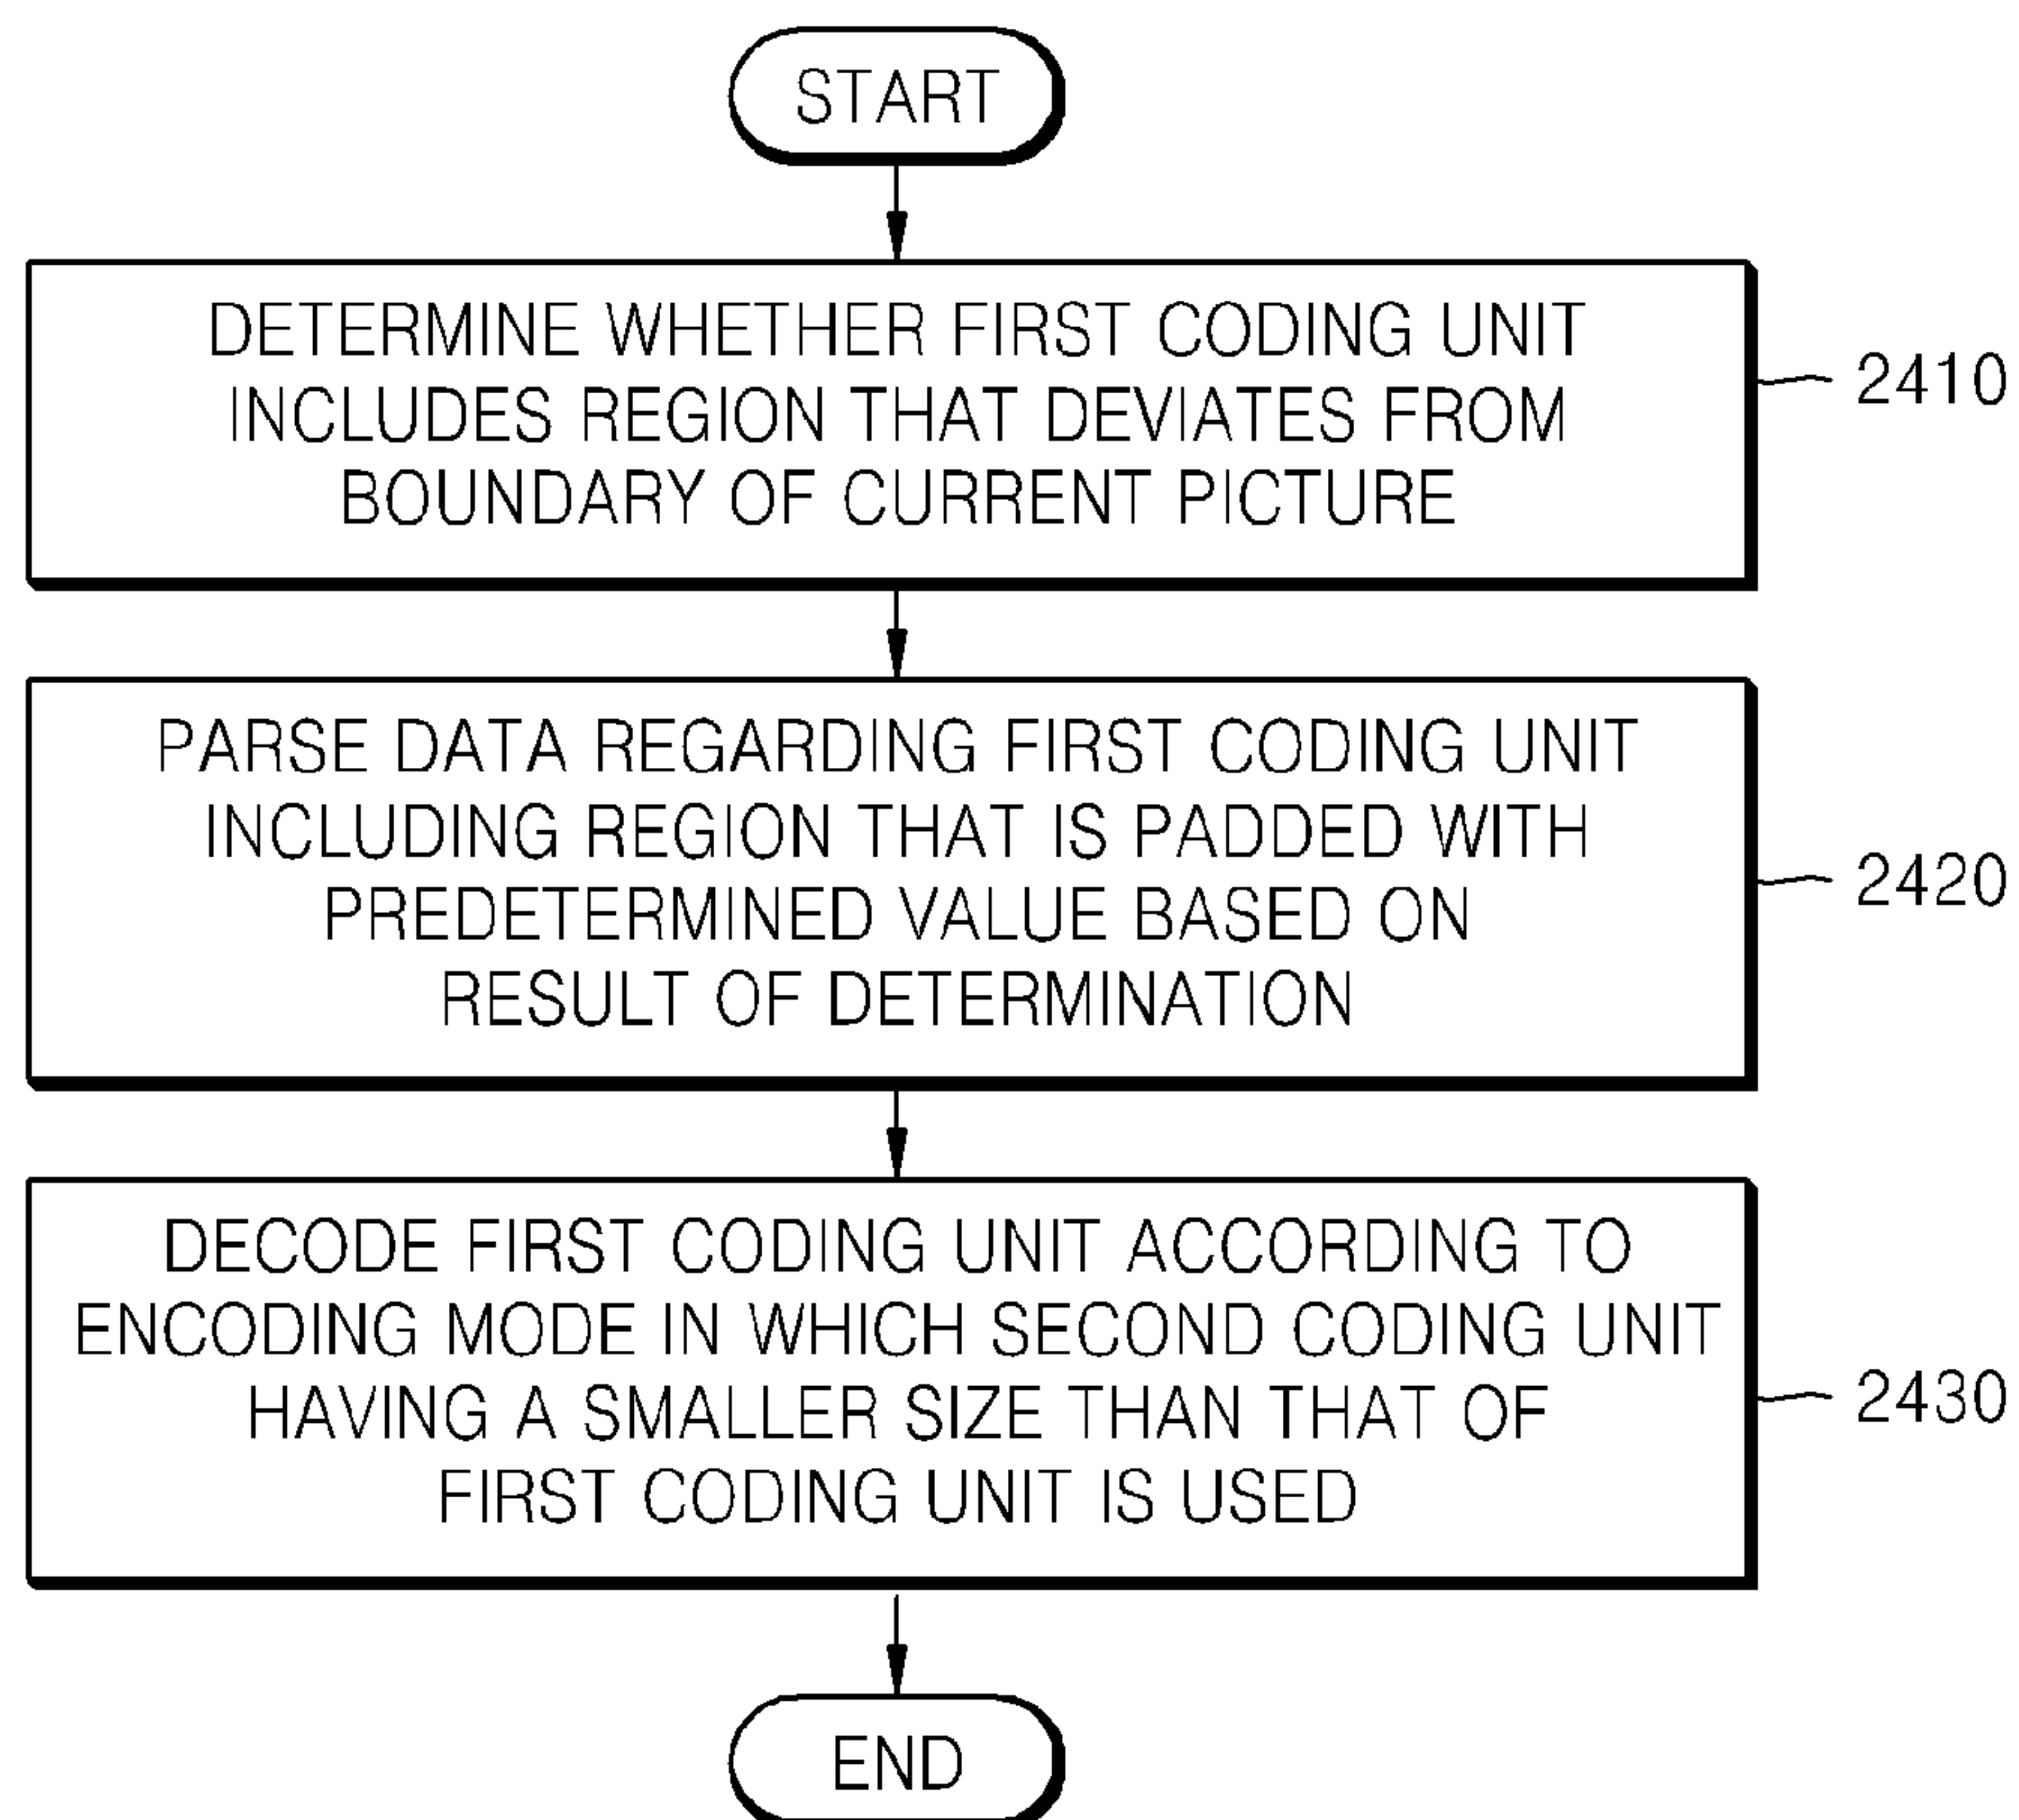 START
DETERMINE WHETHER FIRST CODING UNIT
INCLUDES REGION THAT DEVIATES FROM
BOUNDARY OF CURRENT PICTURE
2410
PARSE DATA REGARDING FIRST CODING UNIT
INCLUDING REGION THAT IS PADDED WITH
PREDETERMINED VALUE BASED ON
RESULT OF DETERMINATION
2420
DECODE FIRST CODING UNIT ACCORDING TO
ENCODING MODE IN WHICH SECOND CODING UNIT
HAVING A SMALLER SIZE THAN THAT OF
FIRST CODING UNIT IS USED
2430
END